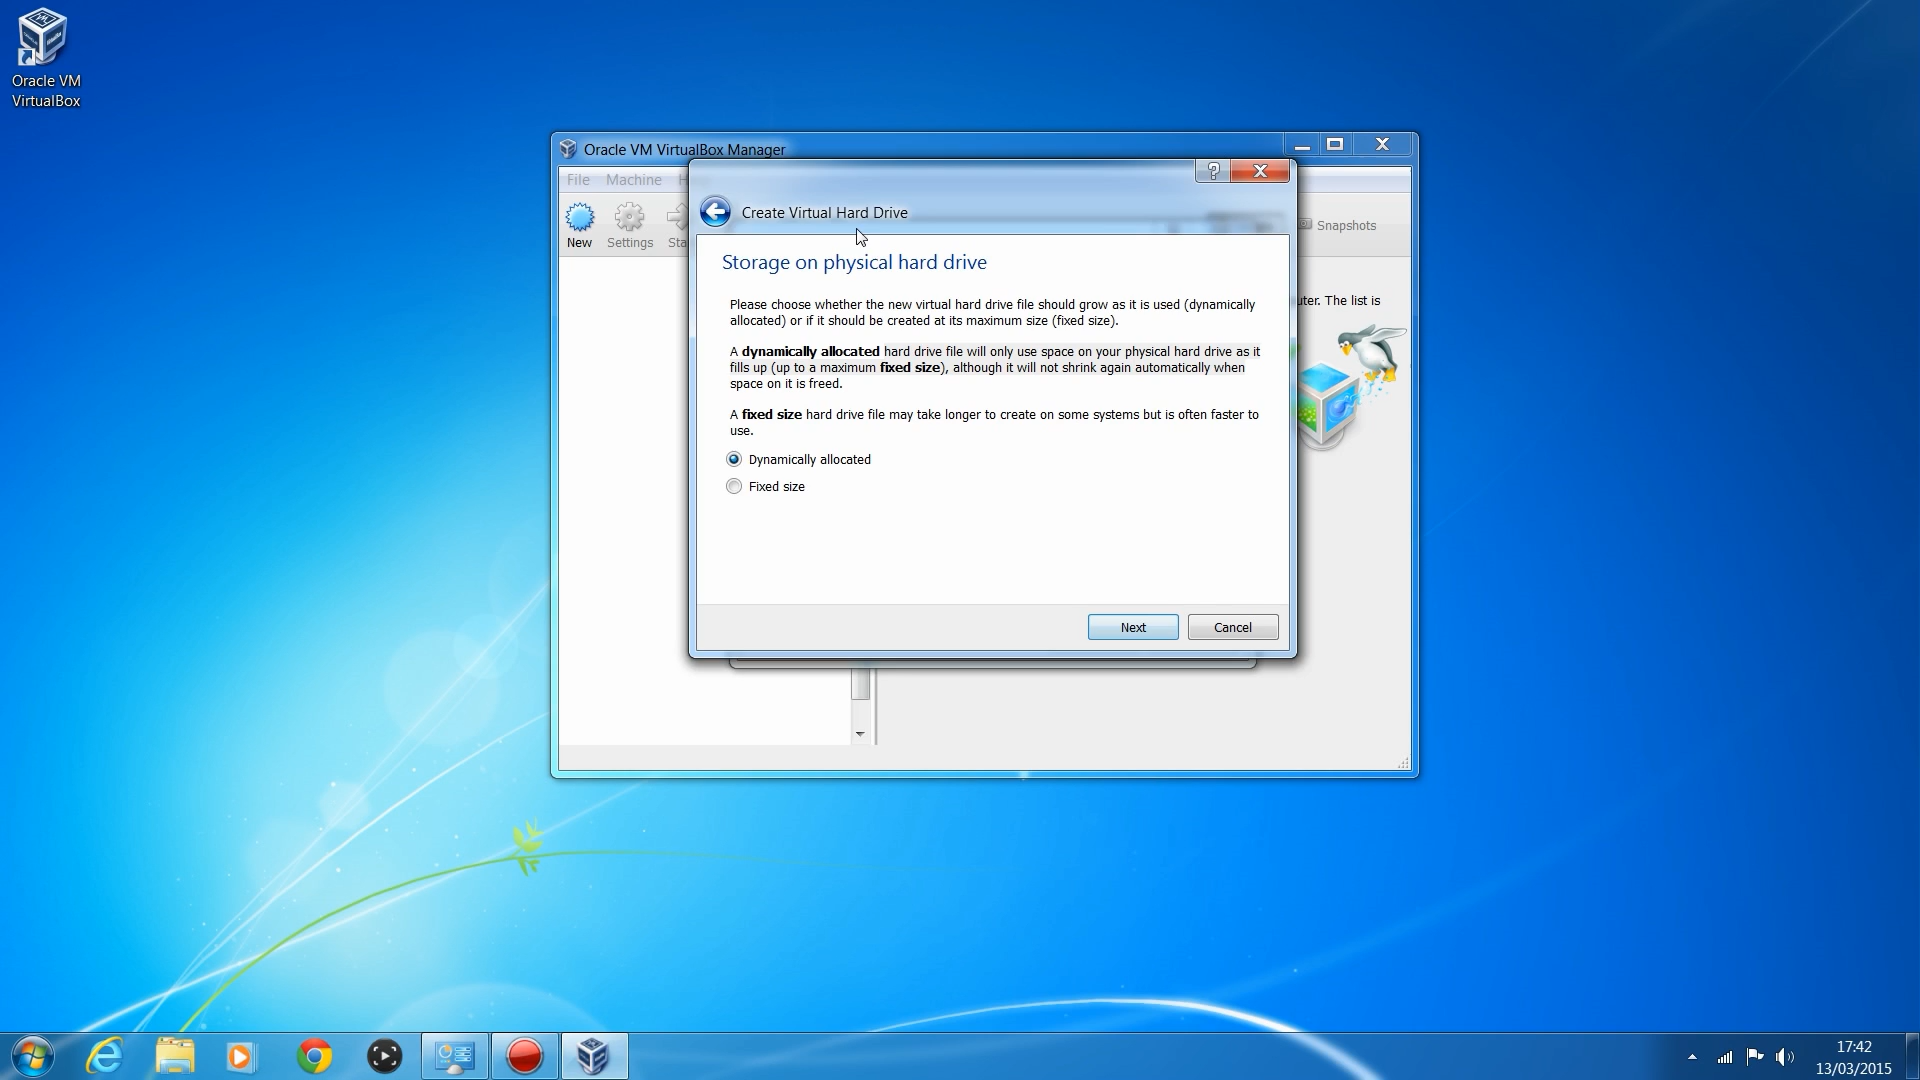 Oracle VM
VirtualBox
Oracle VM VirtualBox Manager
File Machine H
New
Settings
Sta
Snapshots
uter. The list is
Create Virtual Hard Drive
Storage on physical hard drive
Please choose whether the new virtual hard drive file should grow as it is used (dynamically
allocated) or if it should be created at its maximum size (fixed size).
A dynamically allocated hard drive file will only use space on your physical hard drive as it
fills up (up to a maximum fixed size), although it will not shrink again automatically when
space on it is freed.
A fixed size hard drive file may take longer to create on some systems but is often faster to
use.
Dynamically allocated
Fixed size
Next
Cancel
17:42
13/03/2015